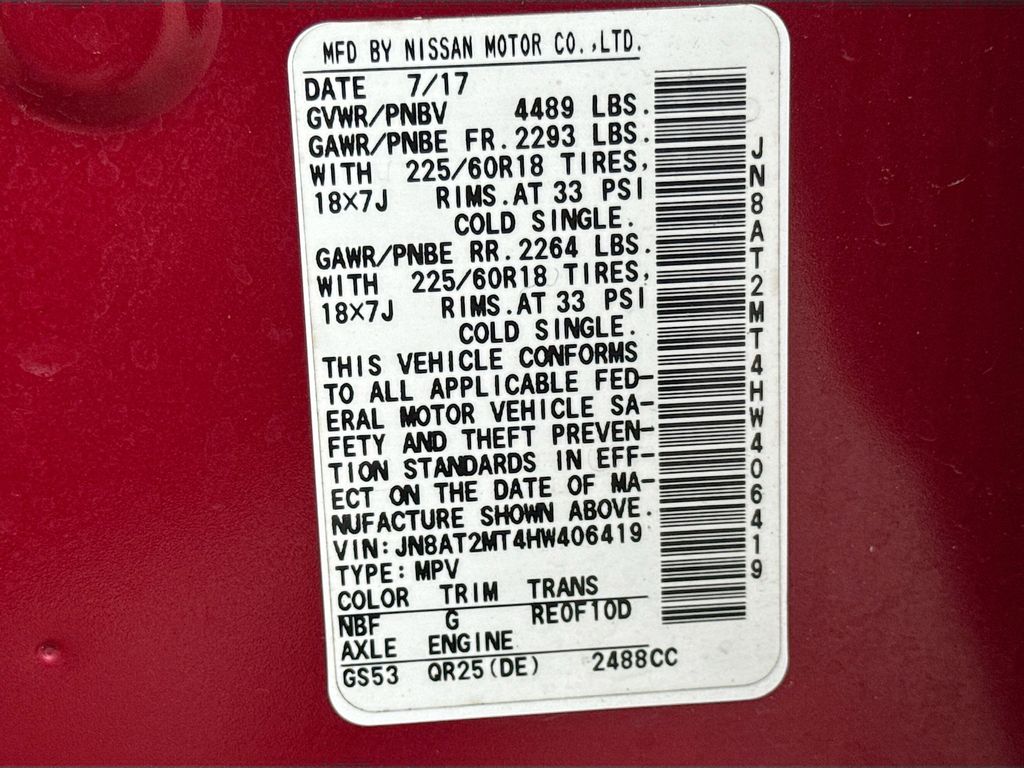 MFD BY NISSAN MOTOR CO.,LTD.
DATE 7/17
GVWR/PNBV 4489 LBS.
GAWR/PNBE FR.2293 LBS.
WITH 225/60R18 TIRES,
18×7J RIMS.AT 33 PSI
COLD SINGLE.
GAWR/PNBE RR.2264 LBS.
WITH 225/60R18 TIRES,
18×7J RIMS.AT 33 PSI
COLD SINGLE.
THIS VEHICLE CONFORMS
TO ALL APPLICABLE FED-
ERAL MOTOR VEHICLE SA-
FETY AND THEFT PREVEN-
TION STANDARDS IN EFF-
ECT ON THE DATE OF MA-
NUFACTURE SHOWN ABOVE.
VIN:JN8AT2MT4HW406419
TYPE:MPV
COLOR TRIM TRANS
NBF G RE0F10D
AXLE ENGINE
GS53 QR25(DE) 2488CC
JN8AT2MT4HW406419